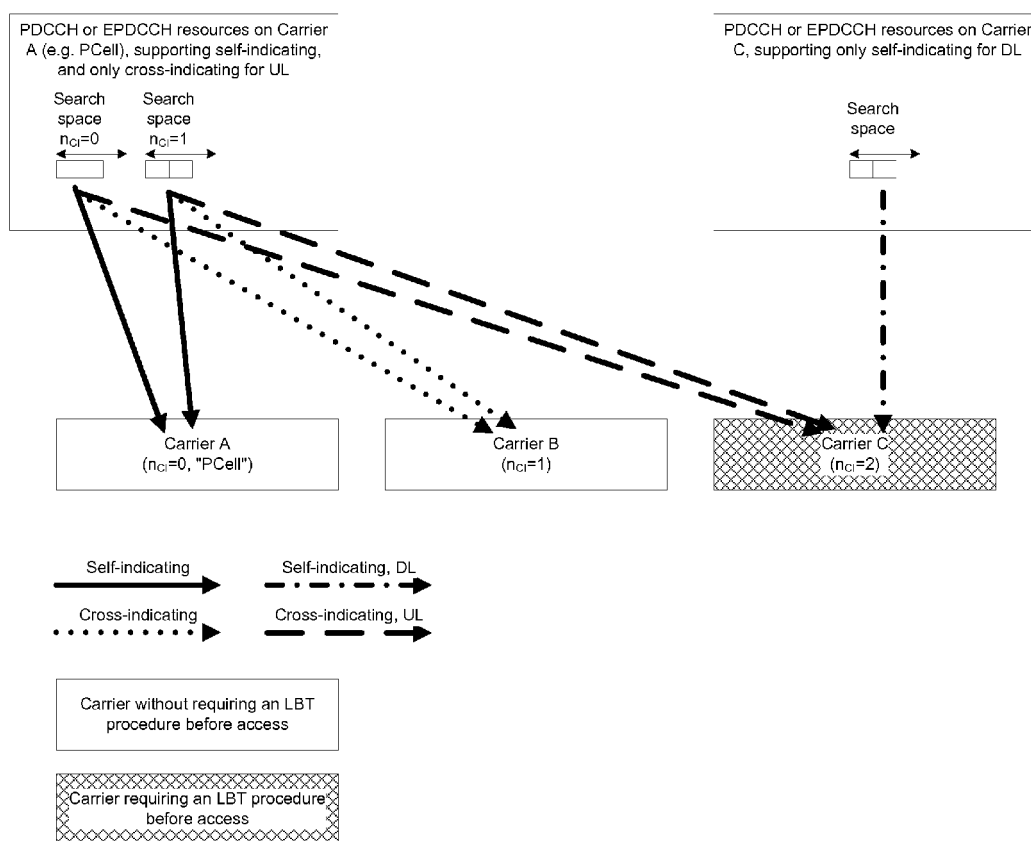 PDCCH or EPDCCH resources on Carrier
A (e.g. PCell), supporting self-indicating,
and only cross-indicating for UL
Search
space
nCI=0
Search
space
nCI=1
PDCCH or EPDCCH resources on Carrier
C, supporting only self-indicating for DL
Search
space
Carrier A
(nCI=0, "PCell")
Carrier B
(nCI=1)
Carrier C
(nCI=2)
Self-indicating
Self-indicating, DL
Cross-indicating
Cross-indicating, UL
Carrier without requiring an LBT
procedure before access
Carrier requiring an LBT procedure
before access